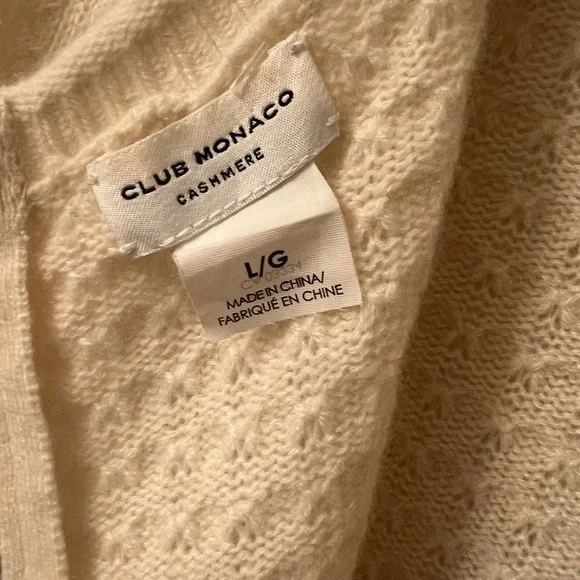 CLUB MONACO
CASHMERE
L/G
MADE IN CHINA/
FABRIQUÉ EN CHINE